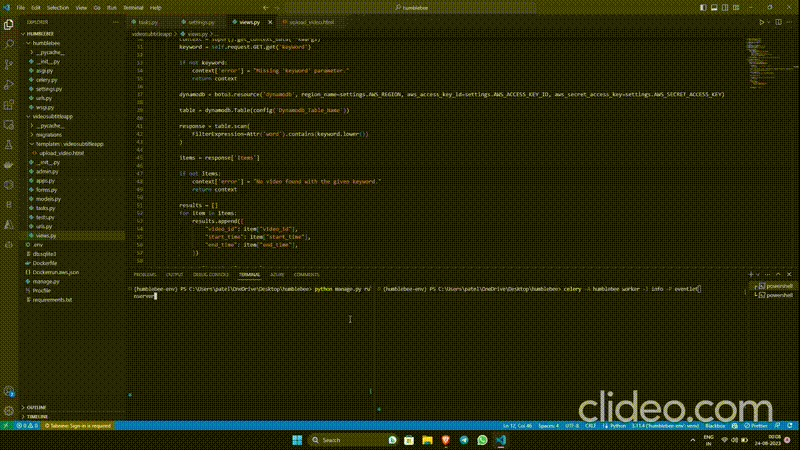 File Edit Selection View Go Run Terminal Help
humblebee
EXPLORER
HUMBLEBEE
humblebee
__pycache__
__init__.py
asgi.py
celery.py
settings.py
urls.py
wsgi.py
videosubtitleapp
__pycache__
migrations
templates \ videosubtitleapp
upload_video.html
__init__.py
admin.py
apps.py
forms.py
models.py
tasks.py
tests.py
urls.py
views.py
.env
db.sqlite3
Dockerfile
Dockerrun.aws.json
manage.py
Procfile
requirements.txt
OUTLINE
TIMELINE
tasks.py
settings.py
views.py
upload_video.html
videosubtitleapp > views.py > ...
keyword = self.request.GET.get('keyword')
if not keyword:
context['error'] = "Missing 'keyword' parameter."
return context
dynamodb = boto3.resource('dynamodb', region_name=settings.AWS_REGION, aws_access_key_id=settings.AWS_ACCESS_KEY_ID, aws_secret_access_key=settings.AWS_SECRET_ACCESS_KEY)
table = dynamodb.Table(config('Dynamodb_Table_Name'))
response = table.scan(
FilterExpression=Attr('word').contains(keyword.lower())
)
items = response['Items']
if not items:
context['error'] = "No video found with the given keyword."
return context
results = []
for item in items:
results.append({
"video_id": item["video_id"],
"start_time": item["start_time"],
"end_time": item["end_time"],
})
PROBLEMS OUTPUT DEBUG CONSOLE TERMINAL AZURE COMMENTS
(humblebee-env) PS C:\Users\patel\OneDrive\Desktop\humblebee> python manage.py ru
nserver
(humblebee-env) PS C:\Users\patel\OneDrive\Desktop\humblebee> celery -A humblebee worker -l info -P eventlet
powershell
powershell
clideo.com
0 0 Tabnine: Sign-in is required
Ln 12, Col 46 Spaces: 4 UTF-8 CRLF Python 3.11.4 ('humblebee-env': venv) Blackbox Prettier
Search
ENG
IN
00:08
24-08-2023